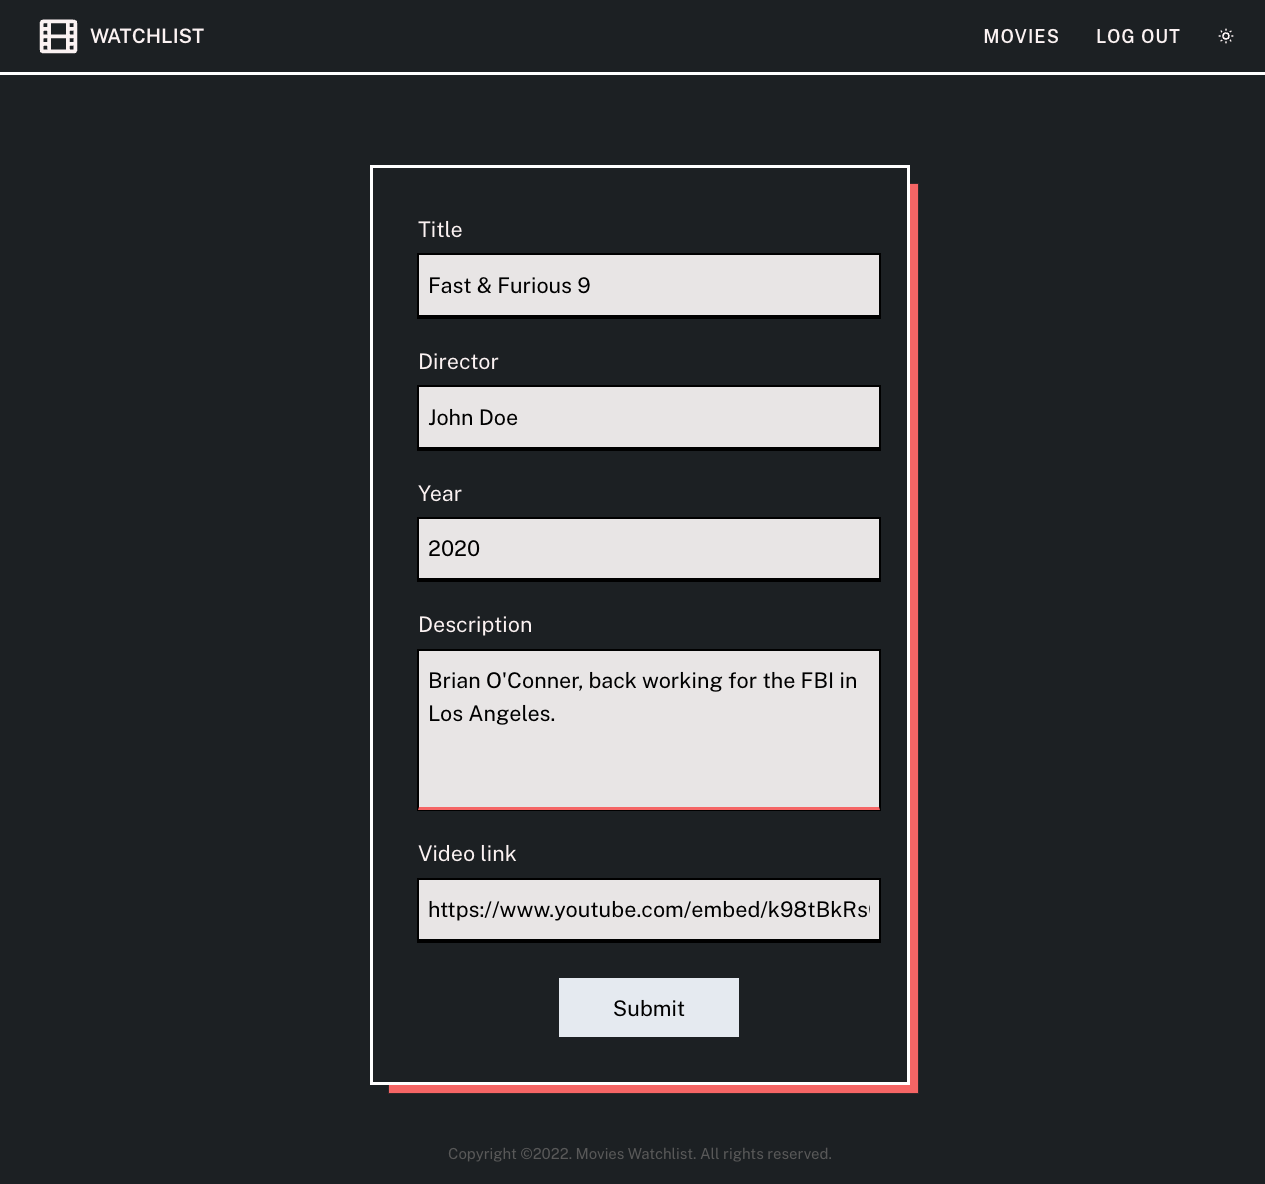 WATCHLIST
MOVIES
LOG OUT
Title
Fast & Furious 9
Director
John Doe
Year
2020
Description
Brian O'Conner, back working for the FBI in
Los Angeles.
Video link
https://www.youtube.com/embed/k98tBkRs
Submit
Copyright ©2022. Movies Watchlist. All rights reserved.